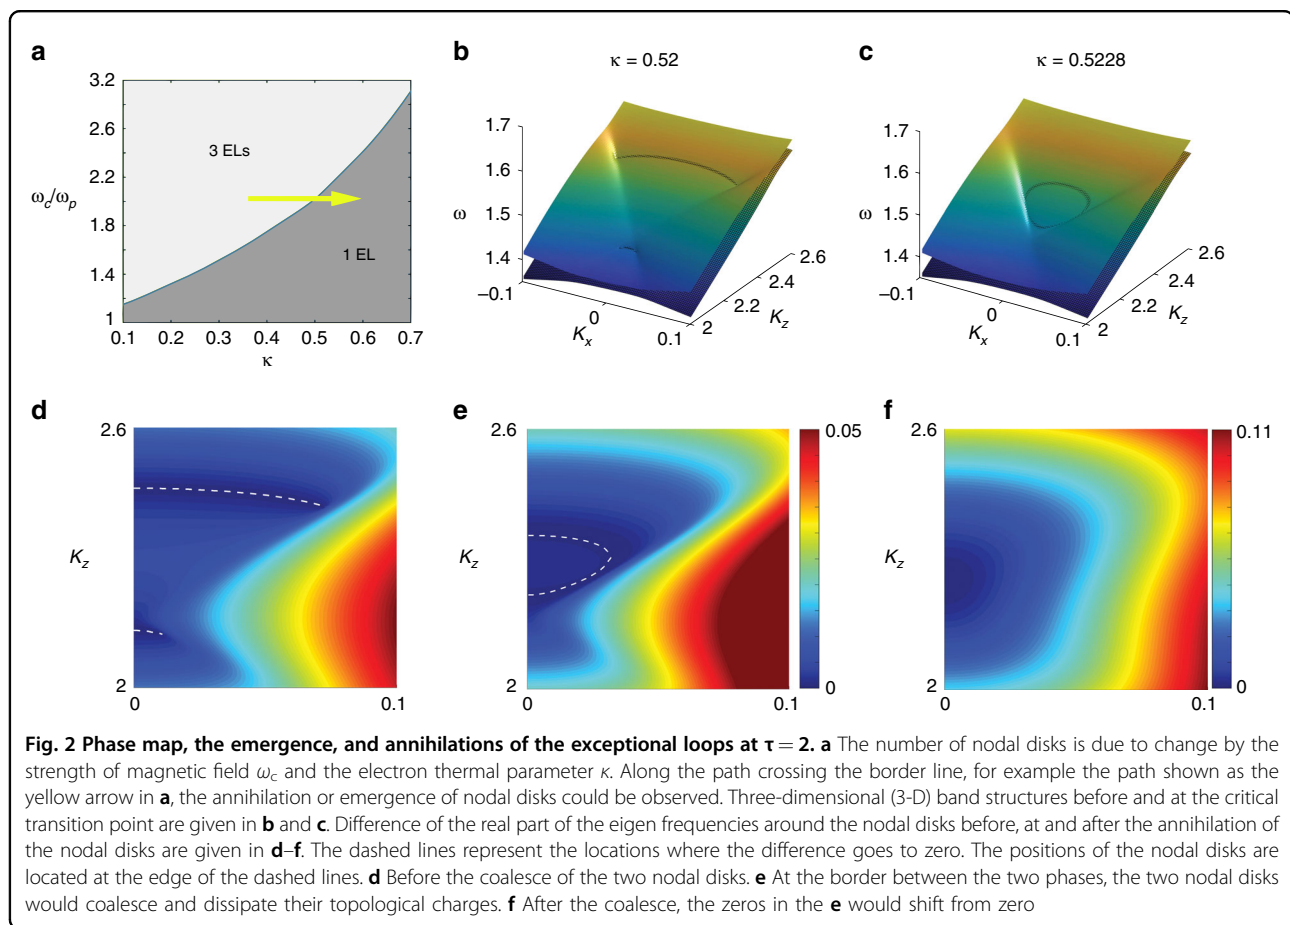 a
b
c
κ = 0.52
κ = 0.5228
3.2
2.6
2.2
1.8
1.4
1
ω_c/ω_p
3 ELs
1 EL
0.1 0.2 0.3 0.4 0.5 0.6 0.7
κ
1.7
1.6
1.5
1.4
ω
–0.1
0
0.1
K_x
2
2.2
2.4
2.6
K_z
1.7
1.6
1.5
1.4
ω
–0.1
0
0.1
K_x
2
2.2
2.4
2.6
K_z
d
e
f
2.6
K_z
2
0
0.1
2.6
K_z
2
0
0.1
0.05
0
2.6
K_z
2
0
0.1
0.11
0
Fig. 2 Phase map, the emergence, and annihilations of the exceptional loops at τ = 2. a The number of nodal disks is due to change by the
strength of magnetic field ω_c and the electron thermal parameter κ. Along the path crossing the border line, for example the path shown as the
yellow arrow in a, the annihilation or emergence of nodal disks could be observed. Three-dimensional (3-D) band structures before and at the critical
transition point are given in b and c. Difference of the real part of the eigen frequencies around the nodal disks before, at and after the annihilation of
the nodal disks are given in d–f. The dashed lines represent the locations where the difference goes to zero. The positions of the nodal disks are
located at the edge of the dashed lines. d Before the coalesce of the two nodal disks. e At the border between the two phases, the two nodal disks
would coalesce and dissipate their topological charges. f After the coalesce, the zeros in the e would shift from zero